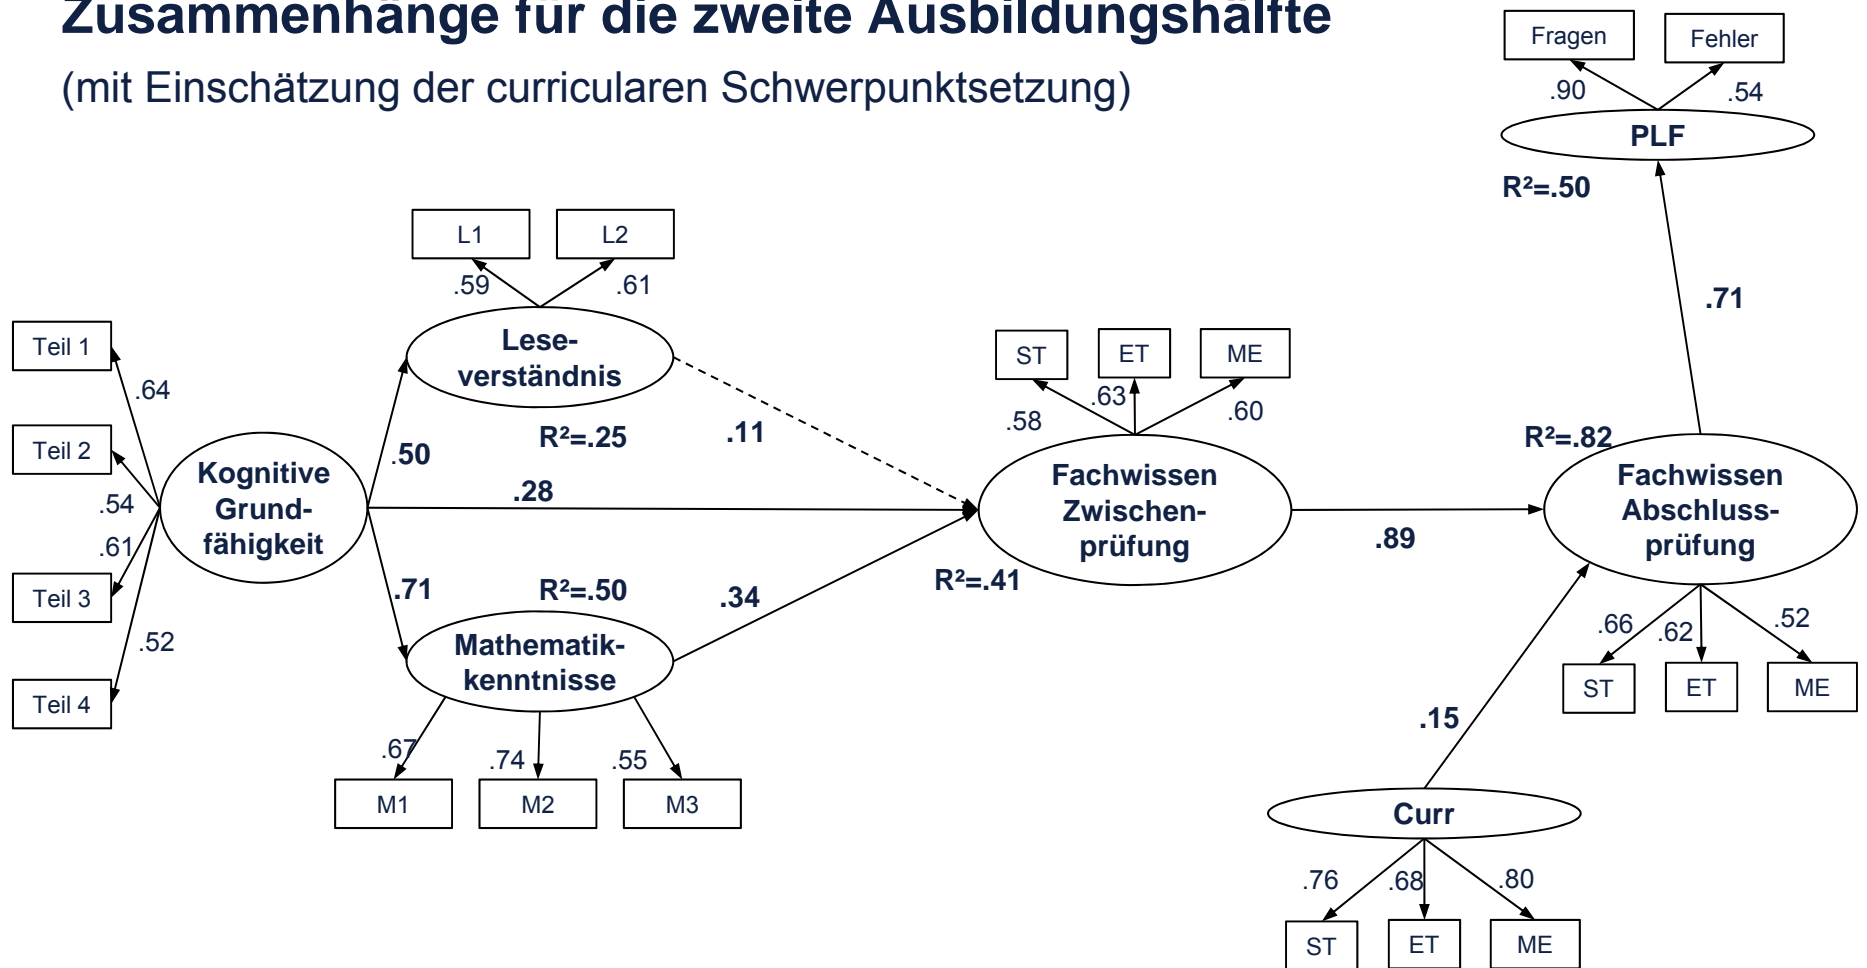 Zusammenhänge für die zweite Ausbildungshälfte
(mit Einschätzung der curricularen Schwerpunktsetzung)
Fragen
Fehler
.90
.54
PLF
R²=.50
.71
L1
L2
.59
.61
Lese-
verständnis
R²=.25
.11
Teil 1
.64
Teil 2
.54
.61
Teil 3
.52
Teil 4
Kognitive
Grund-
fähigkeit
.50
.28
.71
R²=.50
.34
Mathematik-
kenntnisse
.67
.74
.55
M1
M2
M3
ST
ET
ME
.58
.63
.60
Fachwissen
Zwischen-
prüfung
R²=.41
.89
R²=.82
Fachwissen
Abschluss-
prüfung
.66
.62
.52
ST
ET
ME
.15
Curr
.76
.68
.80
ST
ET
ME